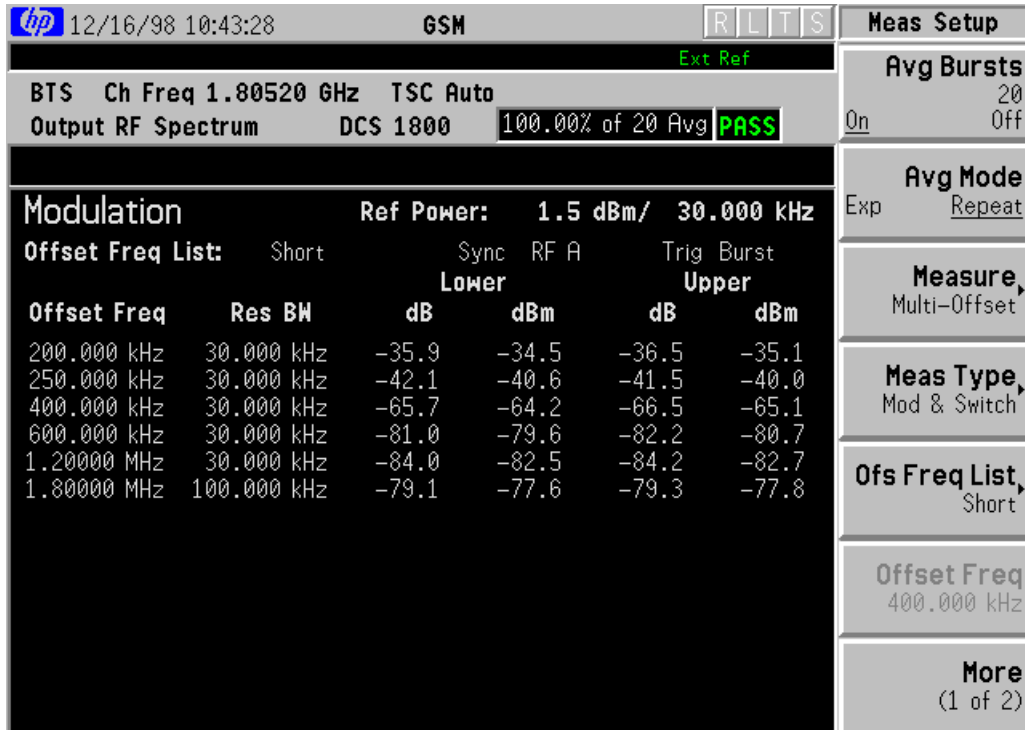 hp 12/16/98 10:43:28 GSM R L T S
Ext Ref
BTS Ch Freq 1.80520 GHz TSC Auto
Output RF Spectrum DCS 1800 100.00% of 20 Avg PASS
Modulation Ref Power: 1.5 dBm/ 30.000 kHz
Offset Freq List: Short Sync RF A Trig Burst
Lower Upper
Offset Freq Res BW dB dBm dB dBm
200.000 kHz 30.000 kHz -35.9 -34.5 -36.5 -35.1
250.000 kHz 30.000 kHz -42.1 -40.6 -41.5 -40.0
400.000 kHz 30.000 kHz -65.7 -64.2 -66.5 -65.1
600.000 kHz 30.000 kHz -81.0 -79.6 -82.2 -80.7
1.20000 MHz 30.000 kHz -84.0 -82.5 -84.2 -82.7
1.80000 MHz 100.000 kHz -79.1 -77.6 -79.3 -77.8
Meas Setup
Avg Bursts
20
On Off
Avg Mode
Exp Repeat
Measure
Multi-Offset
Meas Type
Mod & Switch
Ofs Freq List
Short
Offset Freq
400.000 kHz
More
(1 of 2)